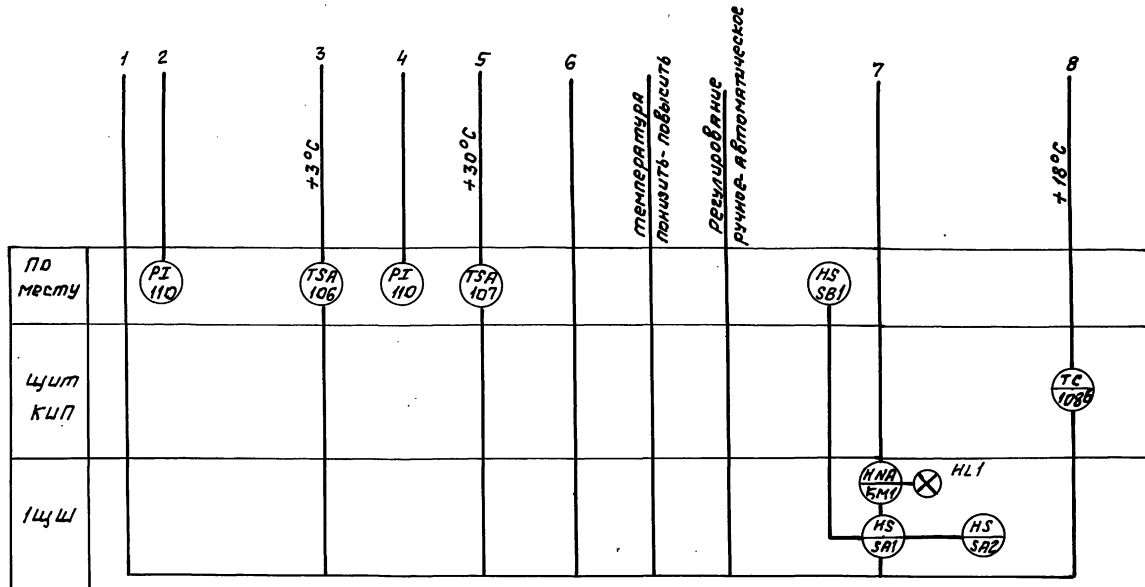 1
2
3
4
5
6
7
8
+3°C
+30°C
температура
понизить-повысить
Регулирование
ручное-автоматическое
+18°C
по
месту
PI
110
TSA
106
PI
110
TSA
107
HS
SB1
щит
КИП
TC
108б
1ЩШ
HNA
KM1
HL1
HS
SA1
HS
SA2